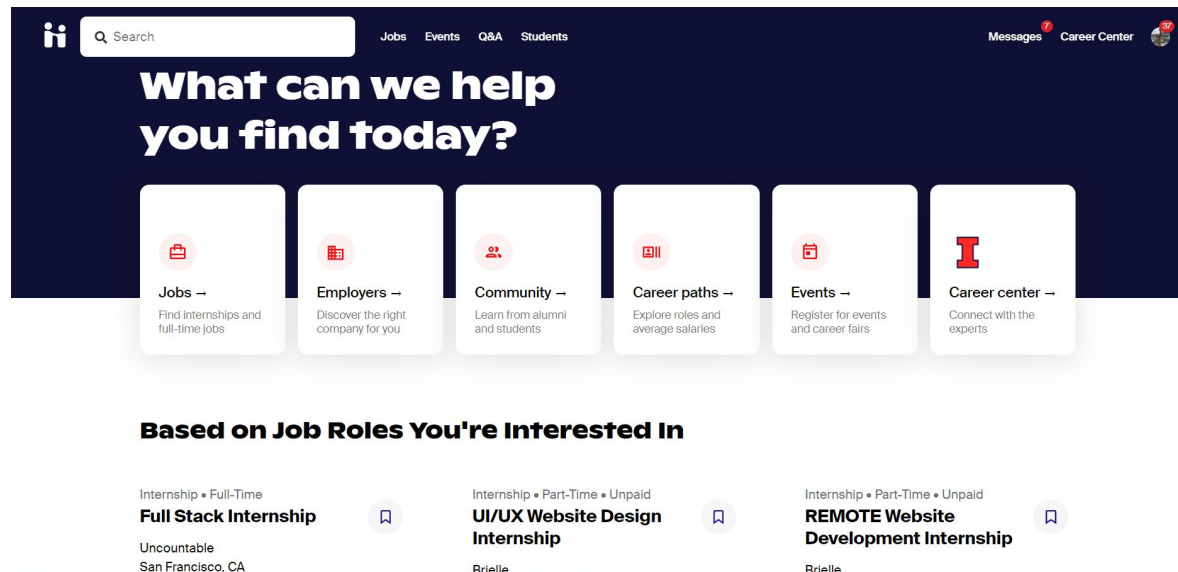 Search
Jobs Events Q&A Students
Messages 7 Career Center 37
What can we help
you find today?
Jobs →
Find internships and
full-time jobs
Employers →
Discover the right
company for you
Community →
Learn from alumni
and students
Career paths →
Explore roles and
average salaries
Events →
Register for events
and career fairs
I
Career center →
Connect with the
experts
Based on Job Roles You're Interested In
Internship • Full-Time
Full Stack Internship
Uncountable
San Francisco, CA
Internship • Part-Time • Unpaid
UI/UX Website Design
Internship
Brielle
Internship • Part-Time • Unpaid
REMOTE Website
Development Internship
Brielle